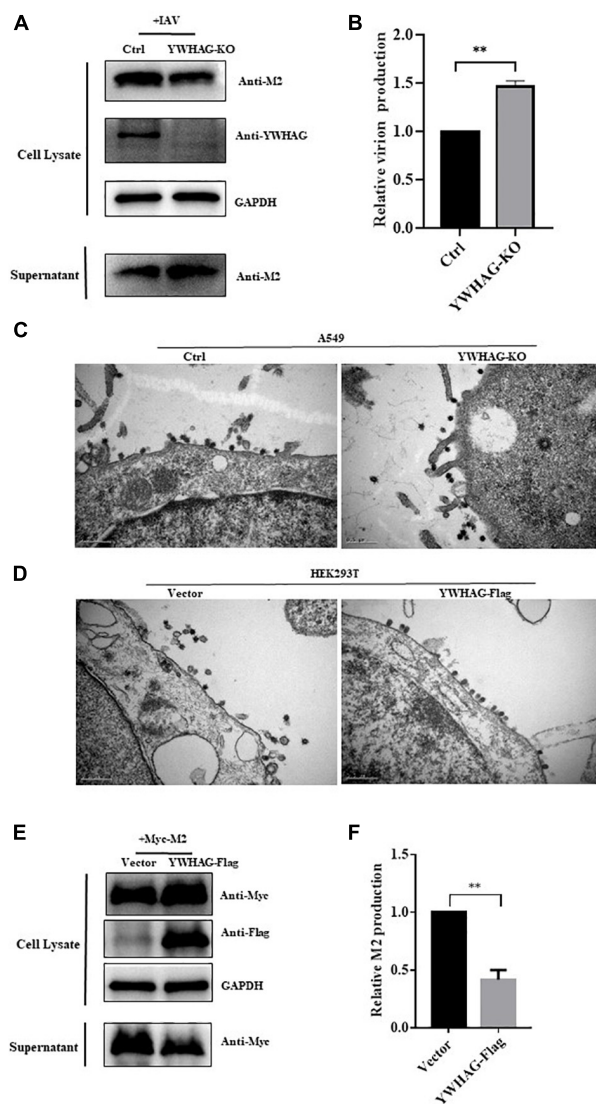 A
+IAV
Ctrl YWHAG-KO
Anti-M2
Anti-YWHAG
Cell Lysate
GAPDH
Supernatant
Anti-M2
B
**
Relative virion production
2.0
1.5
1.0
0.5
0.0
Ctrl
YWHAG-KO
C
A549
Ctrl YWHAG-KO
D
HEK293T
Vector YWHAG-Flag
E
+Myc-M2
Vector YWHAG-Flag
Anti-Myc
Anti-Flag
Cell Lysate
GAPDH
Supernatant
Anti-Myc
F
**
Relative M2 production
1.5
1.0
0.5
0.0
Vector
YWHAG-Flag